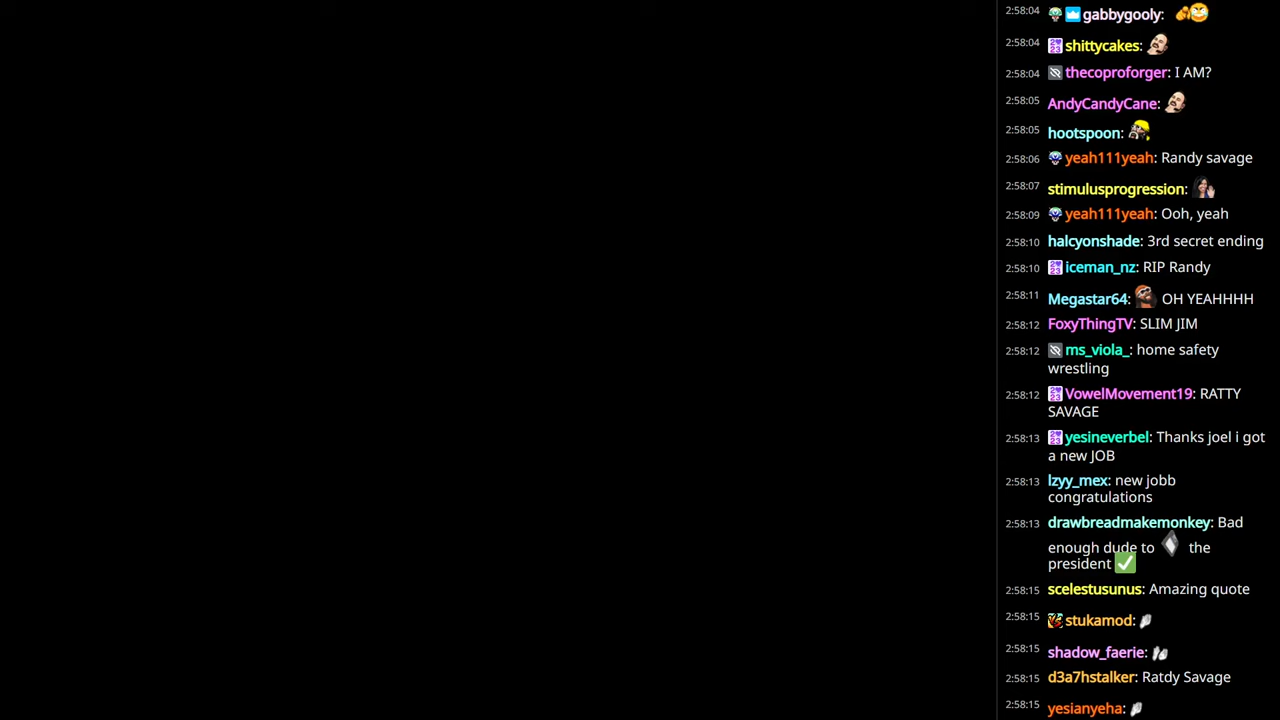 2:58:04 gabbygooly:
2:58:04 shittycakes:
2:58:04 thecoproforger: I AM?
2:58:05 AndyCandyCane:
2:58:05 hootspoon:
2:58:06 yeah111yeah: Randy savage
2:58:07 stimulusprogression:
2:58:09 yeah111yeah: Ooh, yeah
2:58:10 halcyonshade: 3rd secret ending
2:58:10 iceman_nz: RIP Randy
2:58:11 Megastar64: OH YEAHHHH
2:58:12 FoxyThingTV: SLIM JIM
2:58:12 ms_viola_: home safety
wrestling
2:58:12 VowelMovement19: RATTY
SAVAGE
2:58:13 yesineverbel: Thanks joel i got
a new JOB
2:58:13 lzyy_mex: new jobb
congratulations
2:58:13 drawbreadmakemonkey: Bad
enough dude to the
president
2:58:15 scelestusunus: Amazing quote
2:58:15 stukamod:
2:58:15 shadow_faerie:
2:58:15 d3a7hstalker: Ratdy Savage
2:58:15 yesianyeha: